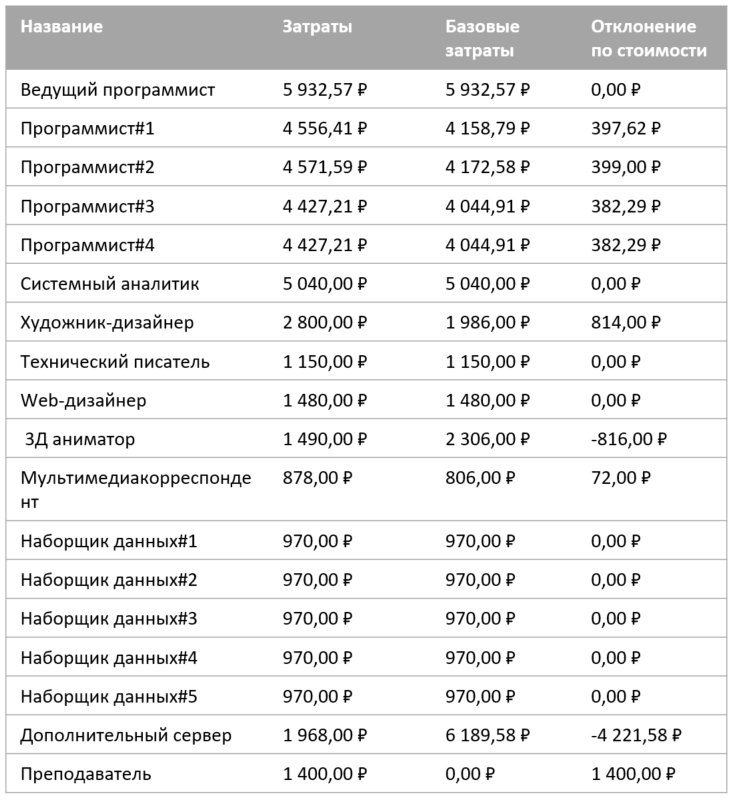 Название Затраты Базовые затраты Отклонение по стоимости
Ведущий программист 5 932,57 ₽ 5 932,57 ₽ 0,00 ₽
Программист#1 4 556,41 ₽ 4 158,79 ₽ 397,62 ₽
Программист#2 4 571,59 ₽ 4 172,58 ₽ 399,00 ₽
Программист#3 4 427,21 ₽ 4 044,91 ₽ 382,29 ₽
Программист#4 4 427,21 ₽ 4 044,91 ₽ 382,29 ₽
Системный аналитик 5 040,00 ₽ 5 040,00 ₽ 0,00 ₽
Художник-дизайнер 2 800,00 ₽ 1 986,00 ₽ 814,00 ₽
Технический писатель 1 150,00 ₽ 1 150,00 ₽ 0,00 ₽
Web-дизайнер 1 480,00 ₽ 1 480,00 ₽ 0,00 ₽
3Д аниматор 1 490,00 ₽ 2 306,00 ₽ -816,00 ₽
Мультимедиакорреспонде 878,00 ₽ 806,00 ₽ 72,00 ₽
нт
Наборщик данных#1 970,00 ₽ 970,00 ₽ 0,00 ₽
Наборщик данных#2 970,00 ₽ 970,00 ₽ 0,00 ₽
Наборщик данных#3 970,00 ₽ 970,00 ₽ 0,00 ₽
Наборщик данных#4 970,00 ₽ 970,00 ₽ 0,00 ₽
Наборщик данных#5 970,00 ₽ 970,00 ₽ 0,00 ₽
Дополнительный сервер 1 968,00 ₽ 6 189,58 ₽ -4 221,58 ₽
Преподаватель 1 400,00 ₽ 0,00 ₽ 1 400,00 ₽